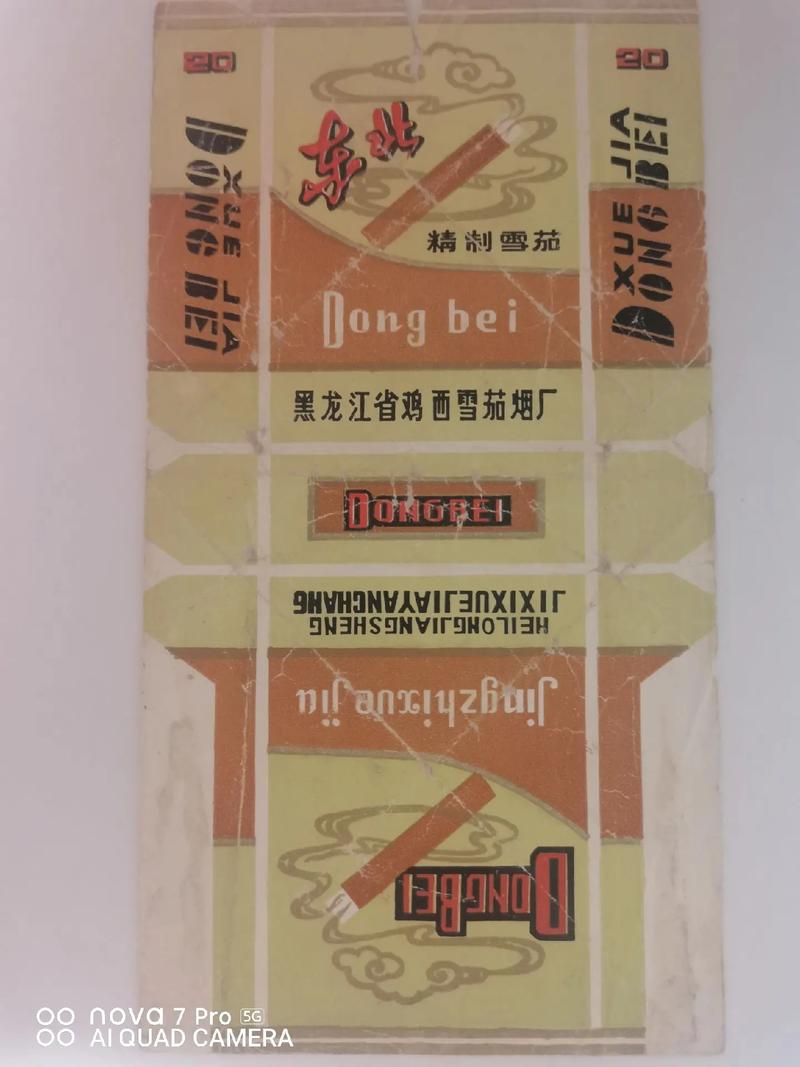 20
20
DONG BEI
XUE JIA
东北
精制雪茄
XUE JIA
DONG BEI
Dong bei
黑龙江省鸡西雪茄烟厂
DONGBEI
HEILONGJIANGSHENG
JIXIXUEJIAYANCHANG
Jingzhixue jia
DONGBEI
nova 7 Pro 5G
AI QUAD CAMERA